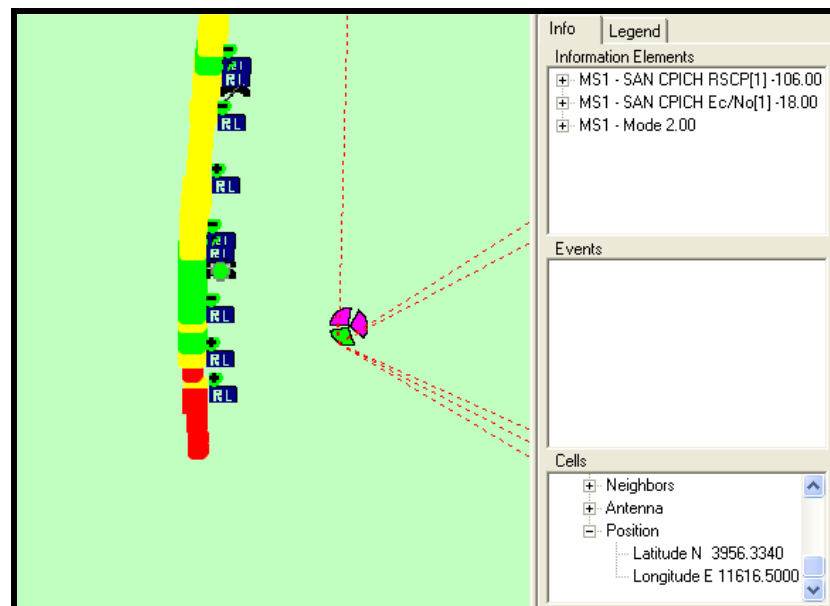 Info
Legend
Information Elements
MS1 - SAN CPICH RSCP[1] -106.00
MS1 - SAN CPICH Ec/No[1] -18.00
MS1 - Mode 2.00
Events
Cells
Neighbors
Antenna
Position
Latitude N 3956.3340
Longitude E 11616.5000
RL
RL
RL
RL
RL
RL
RL